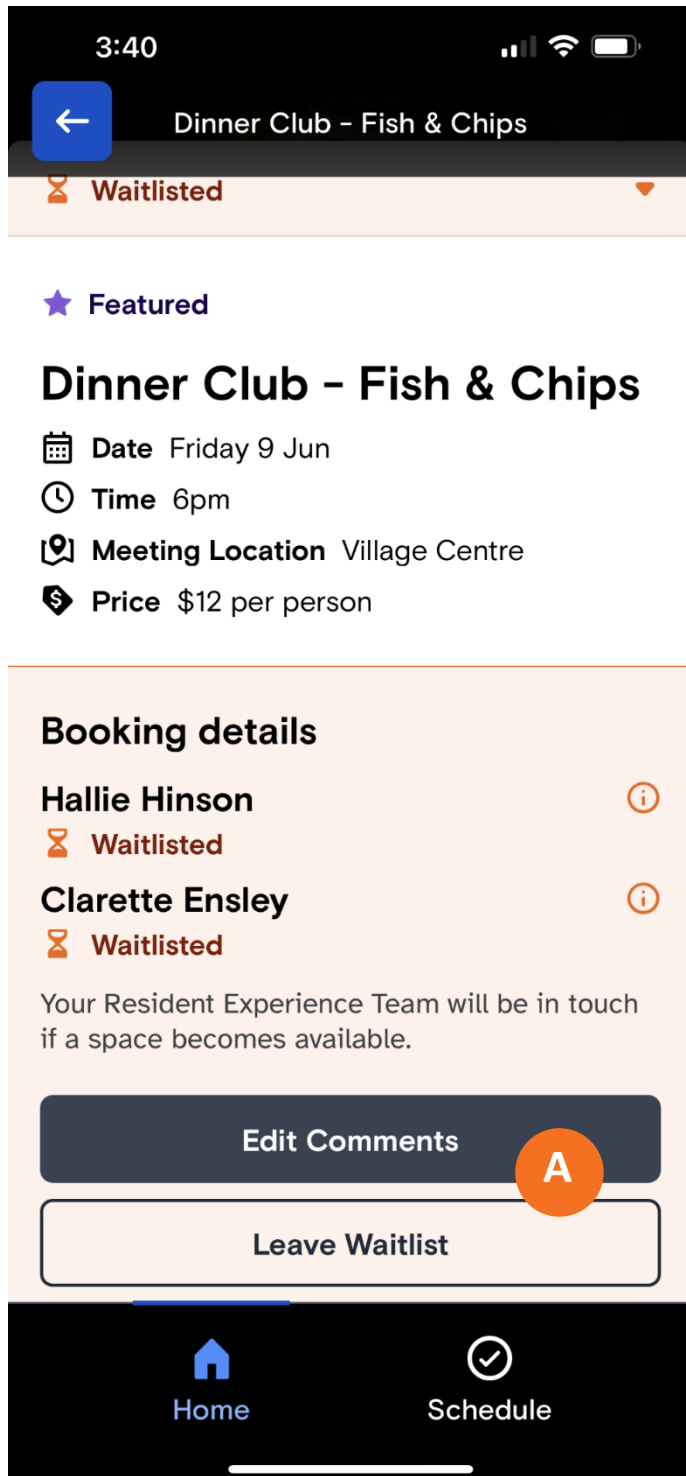 3:40
Dinner Club - Fish & Chips
Waitlisted
Featured
Dinner Club - Fish & Chips
Date Friday 9 Jun
Time 6pm
Meeting Location Village Centre
Price $12 per person
Booking details
Hallie Hinson
Waitlisted
Clarette Ensley
Waitlisted
Your Resident Experience Team will be in touch
if a space becomes available.
Edit Comments
A
Leave Waitlist
Home Schedule